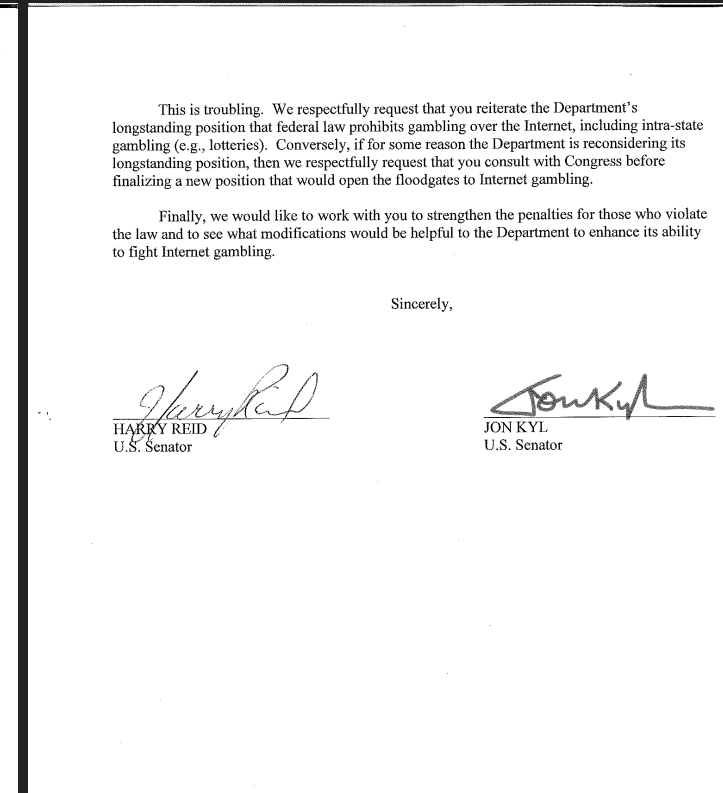 This is troubling. We respectfully request that you reiterate the Department's
longstanding position that federal law prohibits gambling over the Internet, including intra-state
gambling (e.g., lotteries). Conversely, if for some reason the Department is reconsidering its
longstanding position, then we respectfully request that you consult with Congress before
finalizing a new position that would open the floodgates to Internet gambling.
Finally, we would like to work with you to strengthen the penalties for those who violate
the law and to see what modifications would be helpful to the Department to enhance its ability
to fight Internet gambling.
Sincerely,
Harry Reid
Jon Kyl
HARRY REID
JON KYL
U.S. Senator
U.S. Senator